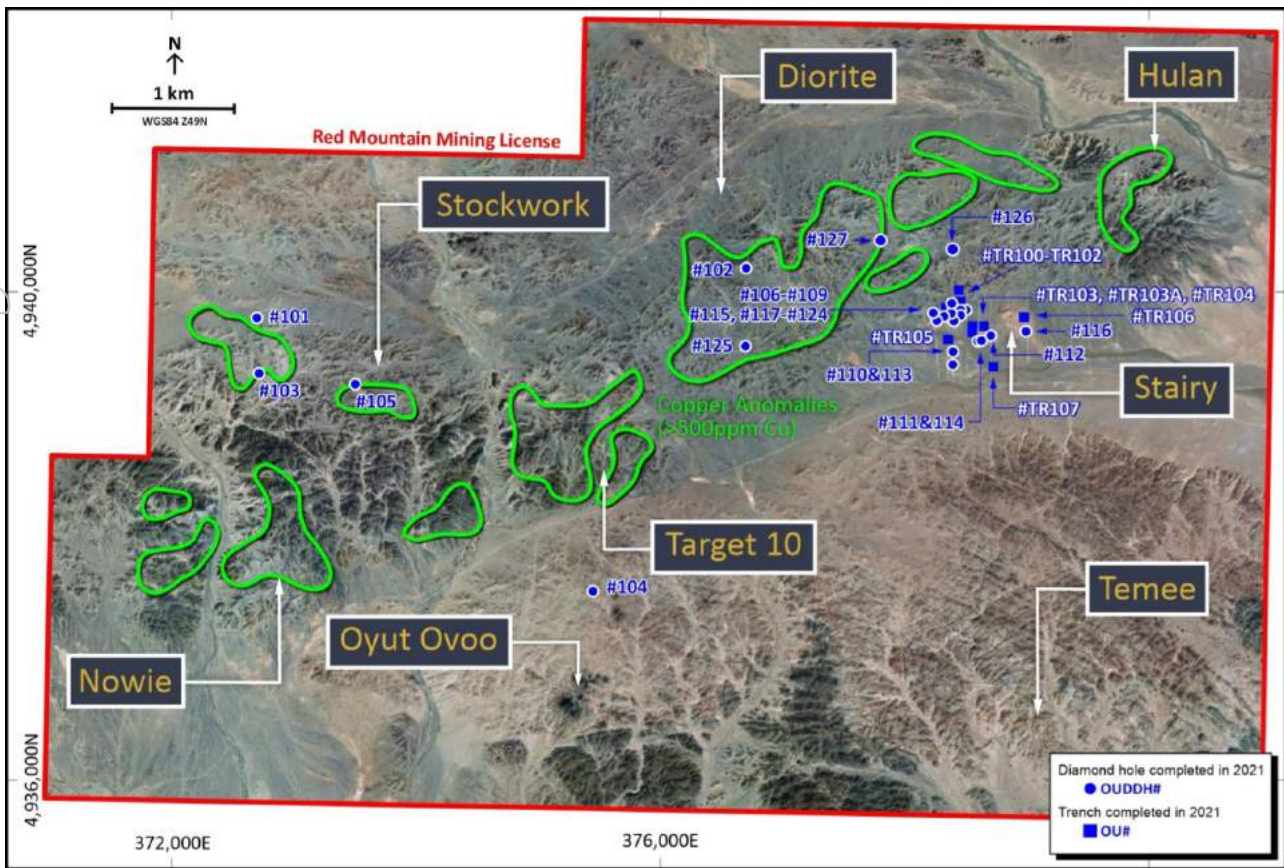 N
1 km
WGS84 Z49N
Red Mountain Mining License
Diorite
Hulan
Stockwork
#126
#127
#TR100-TR102
#102
4,940,000N
#106-#109
#TR103, #TR103A, #TR104
#101
#115, #117-#124
#TR106
#TR105
#116
#125
#103
#112
#110&113
#105
Stairy
Copper Anomalies
(>500ppm Cu)
#TR107
#111&114
Target 10
#104
Temee
Oyut Ovoo
Nowie
4,936,000N
Diamond hole completed in 2021
OUDDH#
Trench completed in 2021
OU#
372,000E
376,000E